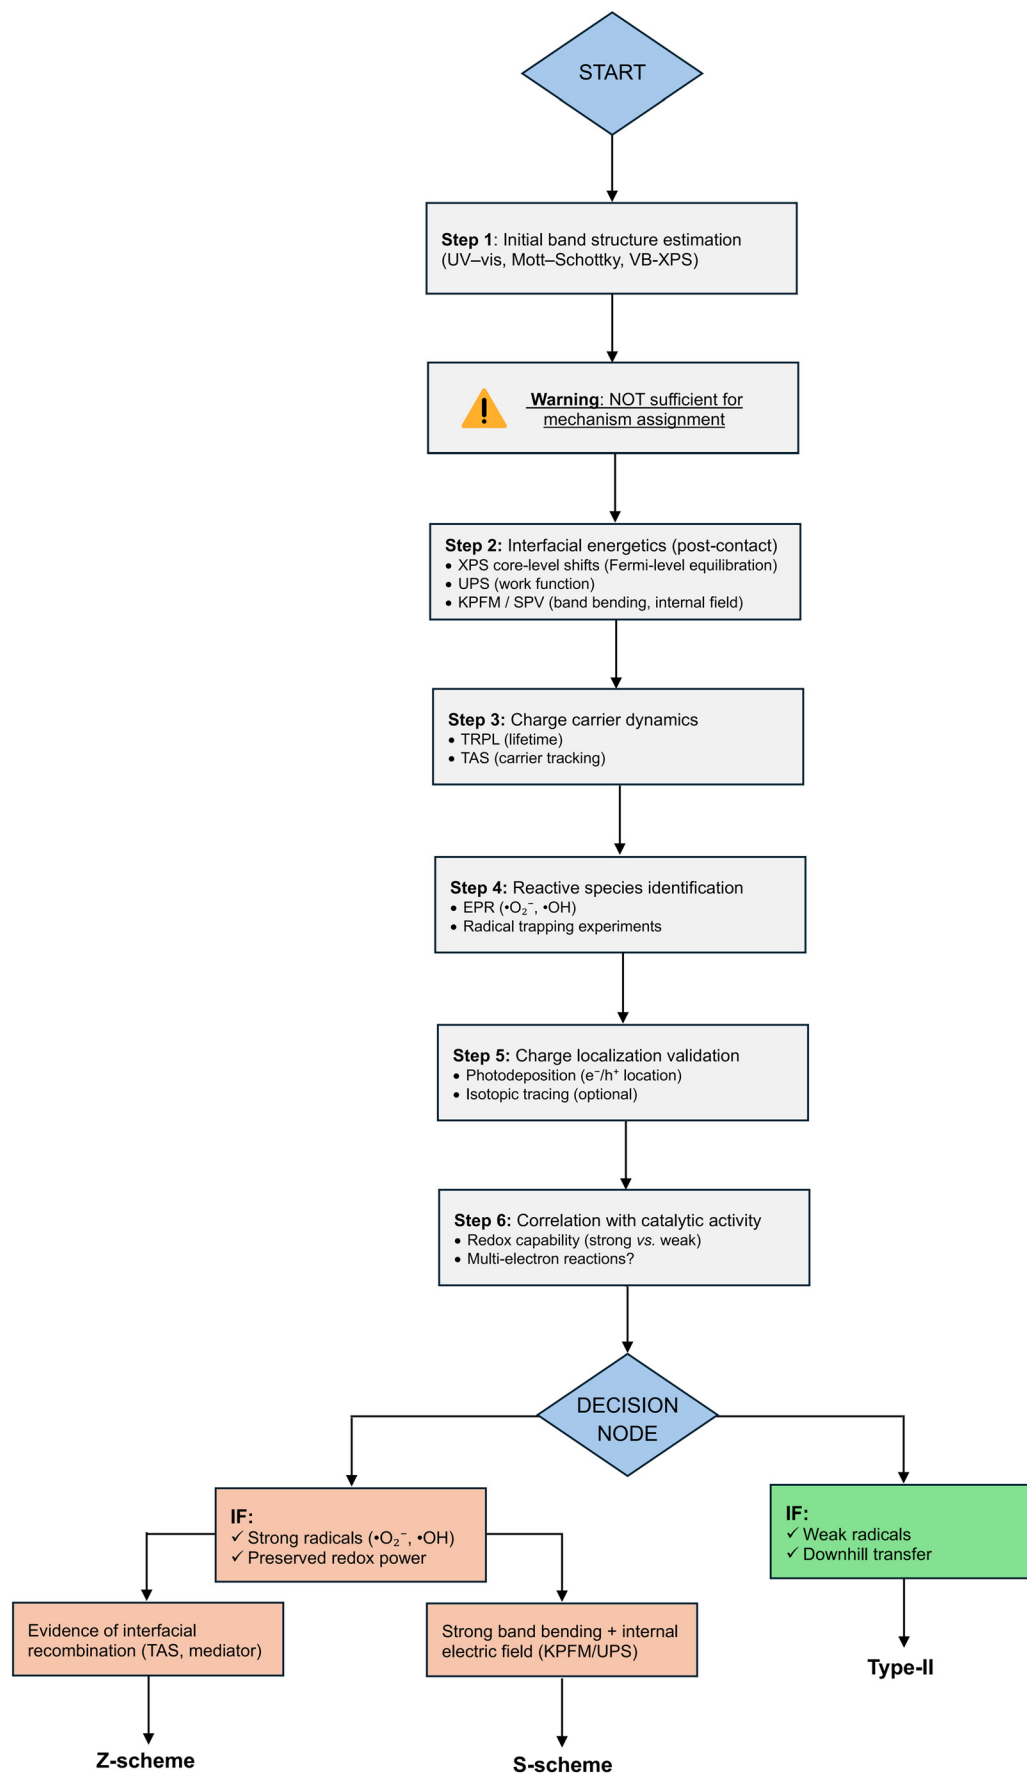 START
Step 1: Initial band structure estimation
(UV–vis, Mott–Schottky, VB-XPS)
Warning: NOT sufficient for
mechanism assignment
Step 2: Interfacial energetics (post-contact)
• XPS core-level shifts (Fermi-level equilibration)
• UPS (work function)
• KPFM / SPV (band bending, internal field)
Step 3: Charge carrier dynamics
• TRPL (lifetime)
• TAS (carrier tracking)
Step 4: Reactive species identification
• EPR (•O₂⁻, •OH)
• Radical trapping experiments
Step 5: Charge localization validation
• Photodeposition (e⁻/h⁺ location)
• Isotopic tracing (optional)
Step 6: Correlation with catalytic activity
• Redox capability (strong vs. weak)
• Multi-electron reactions?
DECISION
NODE
IF:
✓ Strong radicals (•O₂⁻, •OH)
✓ Preserved redox power
IF:
✓ Weak radicals
✓ Downhill transfer
Evidence of interfacial
recombination (TAS, mediator)
Strong band bending + internal
electric field (KPFM/UPS)
Type-II
Z-scheme
S-scheme